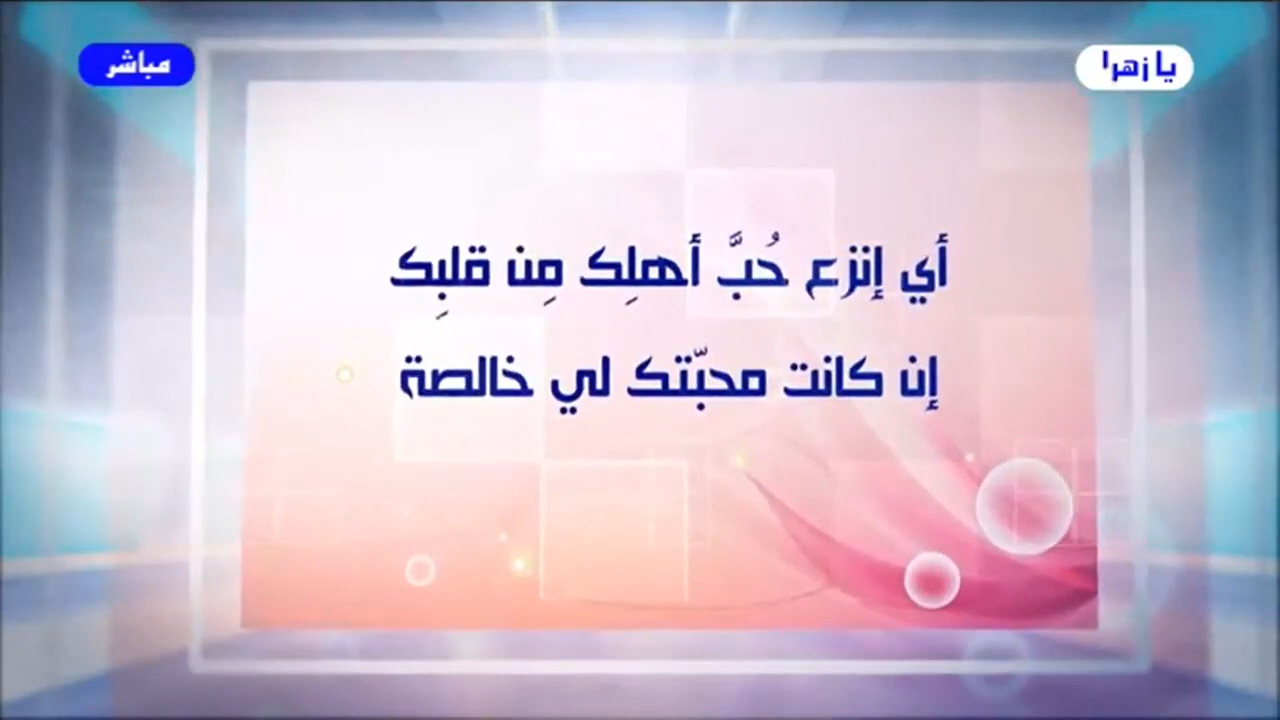 يا زهرا
مباشر
أي إنزع حُبَّ أهلِك مِن قلبِك
إن كانت محبّتك لي خالصة